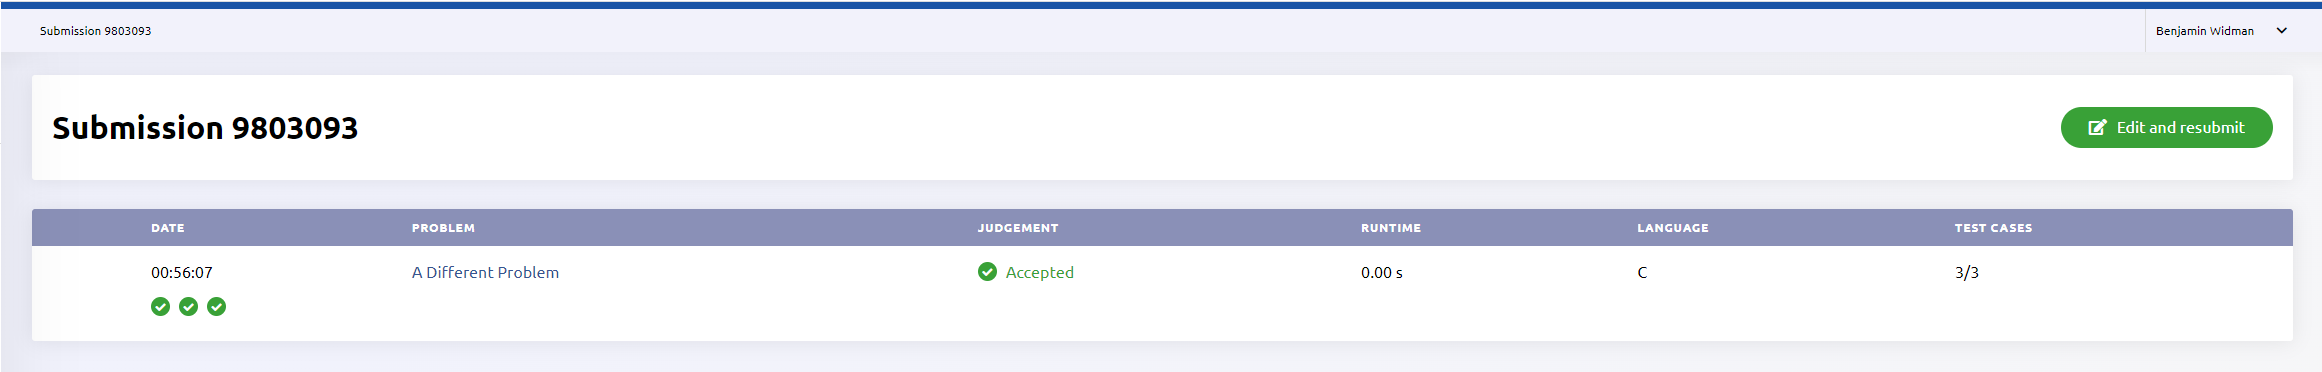 Submission 9803093
Benjamin Widman
Submission 9803093
Edit and resubmit
DATE PROBLEM JUDGEMENT RUNTIME LANGUAGE TEST CASES
00:56:07 A Different Problem Accepted 0.00 s C 3/3